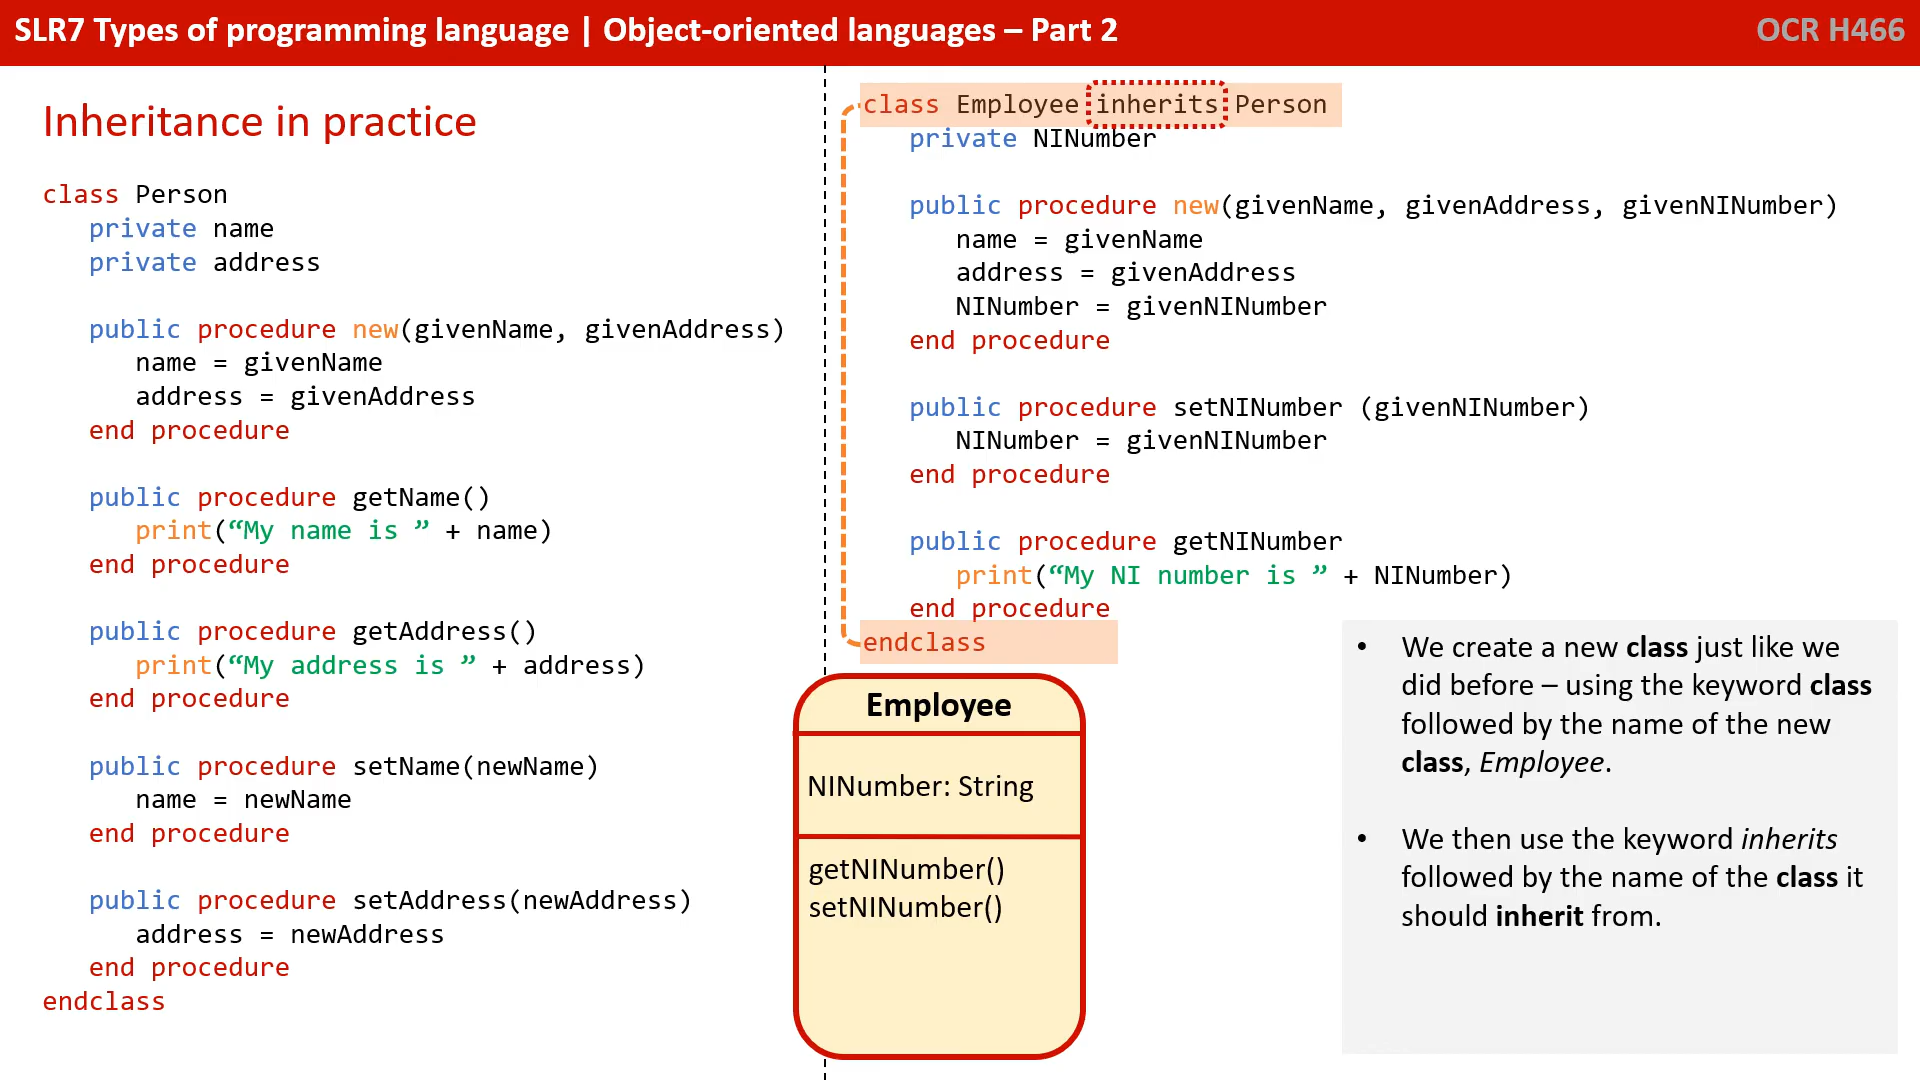 SLR7 Types of programming language | Object-oriented languages – Part 2
OCR H466
Inheritance in practice
class Person
private name
private address
public procedure new(givenName, givenAddress)
name = givenName
address = givenAddress
end procedure
public procedure getName()
print(“My name is ” + name)
end procedure
public procedure getAddress()
print(“My address is ” + address)
end procedure
public procedure setName(newName)
name = newName
end procedure
public procedure setAddress(newAddress)
address = newAddress
end procedure
endclass
class Employee inherits Person
private NINumber
public procedure new(givenName, givenAddress, givenNINumber)
name = givenName
address = givenAddress
NINumber = givenNINumber
end procedure
public procedure setNINumber (givenNINumber)
NINumber = givenNINumber
end procedure
public procedure getNINumber
print(“My NI number is ” + NINumber)
end procedure
endclass
Employee
NINumber: String
getNINumber()
setNINumber()
• We create a new class just like we
did before – using the keyword class
followed by the name of the new
class, Employee.
• We then use the keyword inherits
followed by the name of the class it
should inherit from.